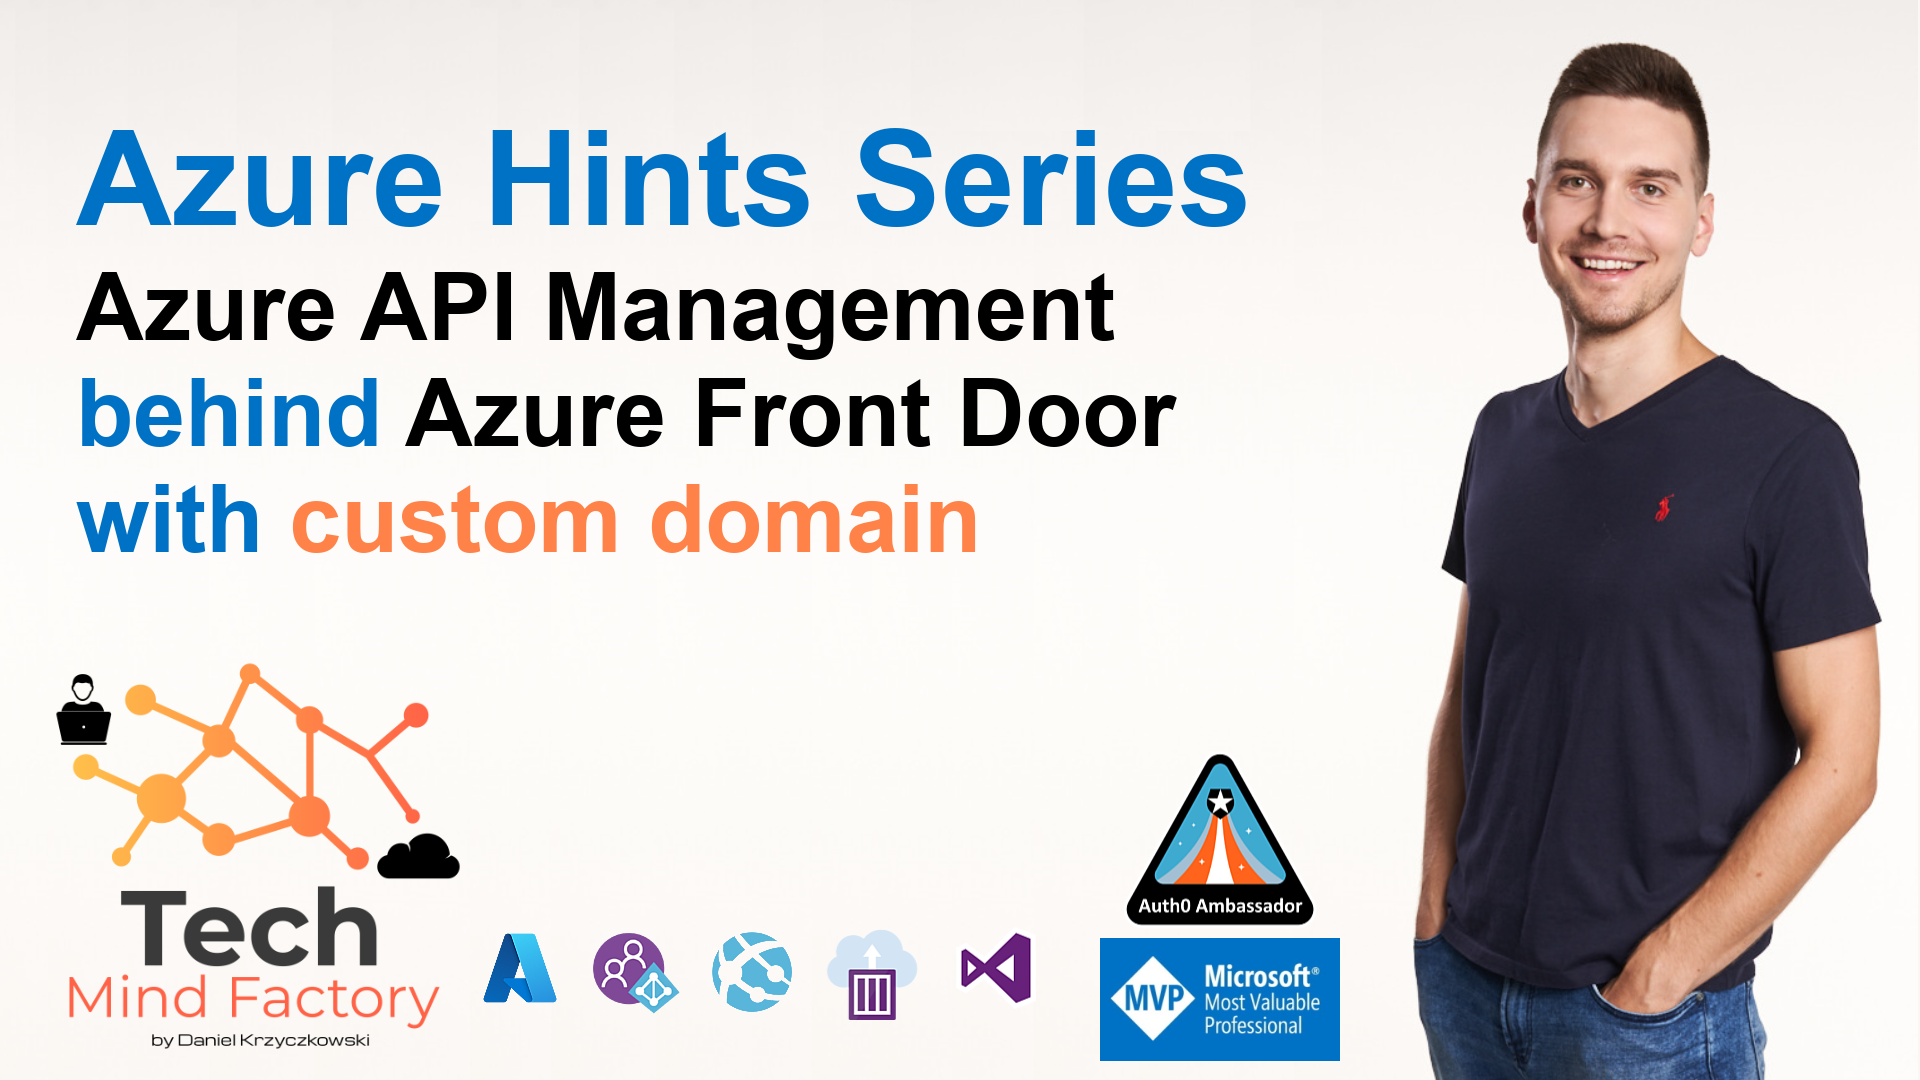 Azure Hints Series
Azure API Management
behind Azure Front Door
with custom domain
Tech
Mind Factory
by Daniel Krzyczkowski
Auth0 Ambassador
MVP
Microsoft®
Most Valuable
Professional